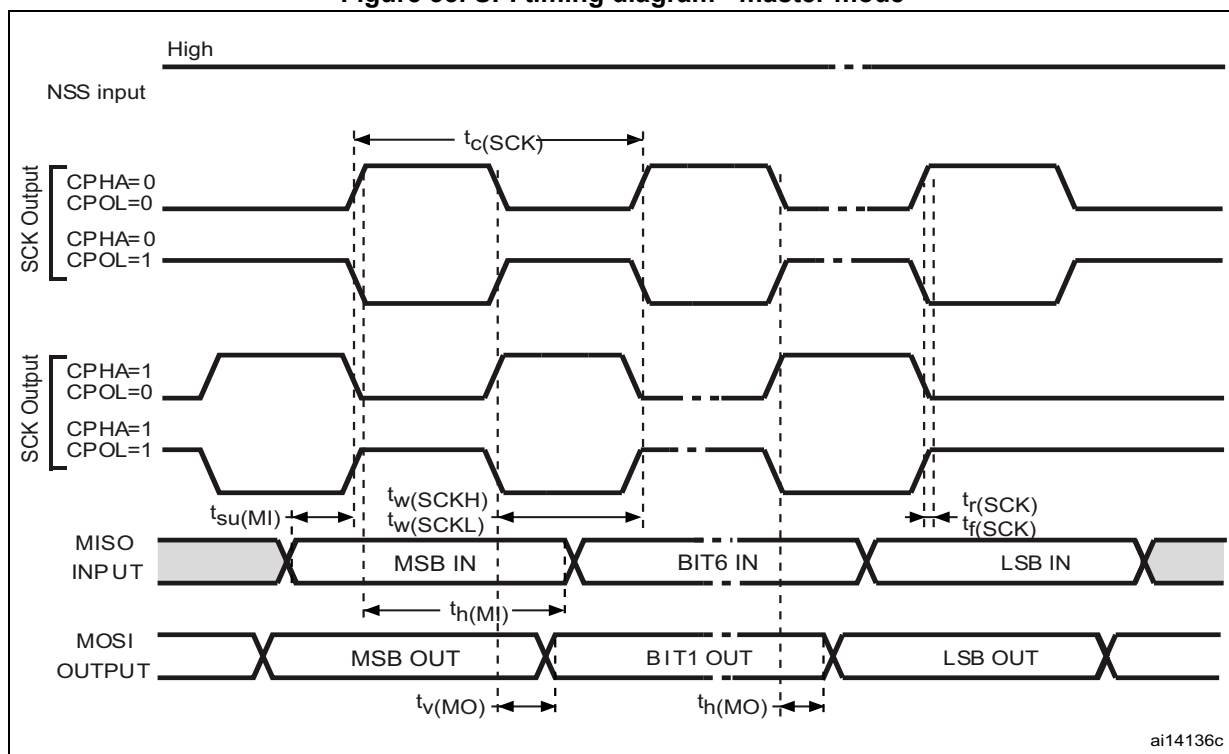 High
NSS input
tc(SCK)
SCK Output
CPHA=0
CPOL=0
CPHA=0
CPOL=1
SCK Output
CPHA=1
CPOL=0
CPHA=1
CPOL=1
tsu(MI)
tw(SCKH)
tw(SCKL)
tr(SCK)
tf(SCK)
MISO
INPUT
MSB IN
BIT6 IN
LSB IN
th(MI)
MOSI
OUTPUT
MSB OUT
BIT1 OUT
LSB OUT
tv(MO)
th(MO)
ai14136c